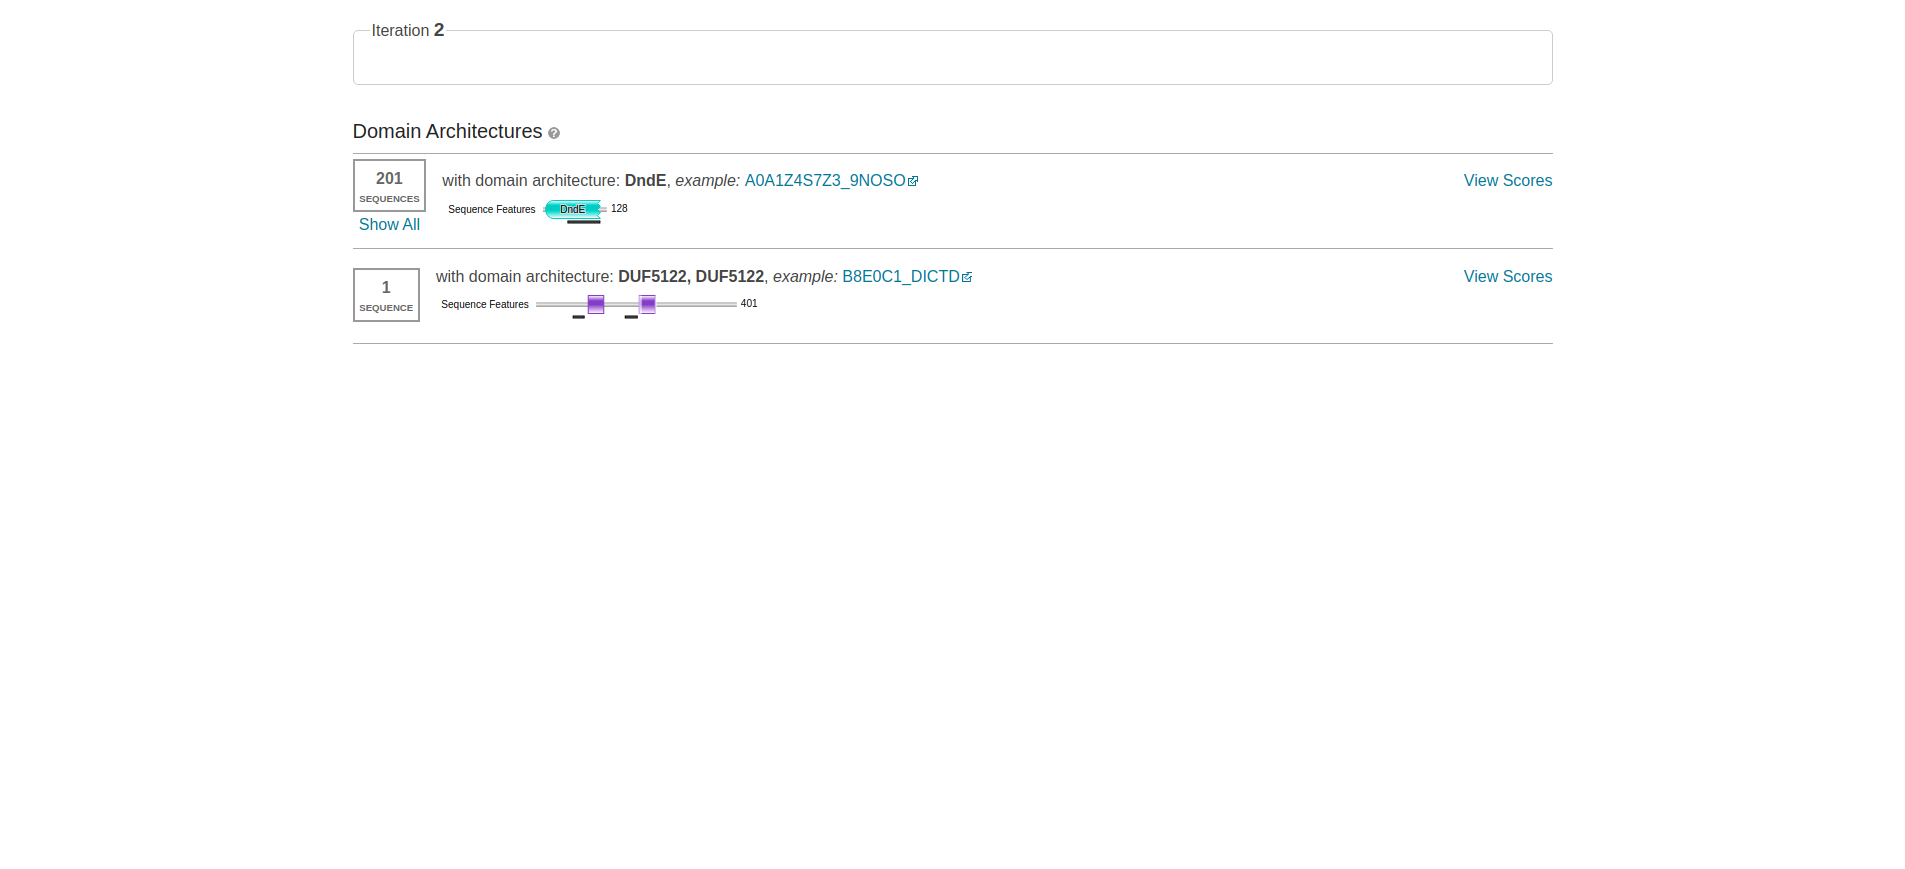 Iteration 2
Domain Architectures ?
201
SEQUENCES
Show All
with domain architecture: DndE, example: A0A1Z4S7Z3_9NOSO
View Scores
Sequence Features DndE 128
1
SEQUENCE
with domain architecture: DUF5122, DUF5122, example: B8E0C1_DICTD
View Scores
Sequence Features 401